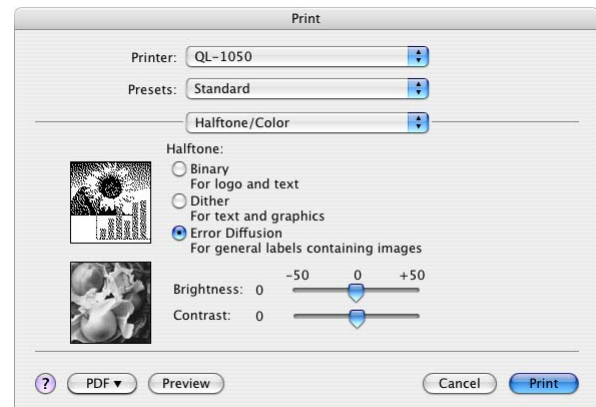 Print
Printer: QL-1050
Presets: Standard
Halftone/Color
Halftone:
Binary
For logo and text
Dither
For text and graphics
Error Diffusion
For general labels containing images
-50 0 +50
Brightness: 0
Contrast: 0
? PDF ▼ Preview Cancel Print